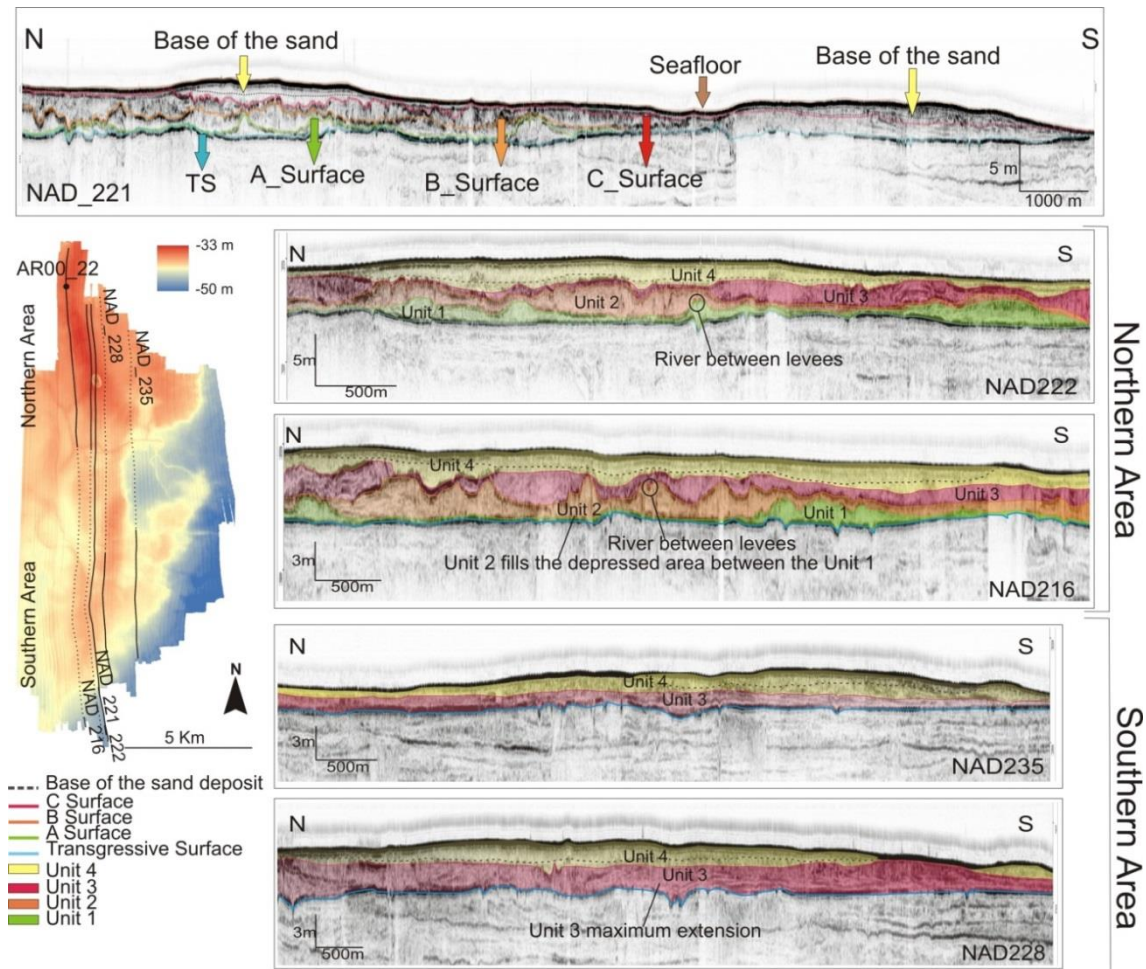 N
S
Base of the sand
Seafloor
Base of the sand
TS
A_Surface
B_Surface
C_Surface
5 m
1000 m
NAD_221
-33 m
-50 m
AR00_22
NAD_228
NAD_235
Northern Area
Southern Area
NAD_216
NAD_221
222
N
5 Km
Base of the sand deposit
C Surface
B Surface
A Surface
Transgressive Surface
Unit 4
Unit 3
Unit 2
Unit 1
N
S
Unit 4
Unit 3
Unit 2
Unit 1
River between levees
5m
500m
NAD222
N
S
Unit 4
Unit 3
Unit 2
Unit 1
River between levees
Unit 2 fills the depressed area between the Unit 1
3m
500m
NAD216
Northern Area
N
S
Unit 4
Unit 3
3m
500m
NAD235
N
S
Unit 4
Unit 3
Unit 3 maximum extension
3m
500m
NAD228
Southern Area